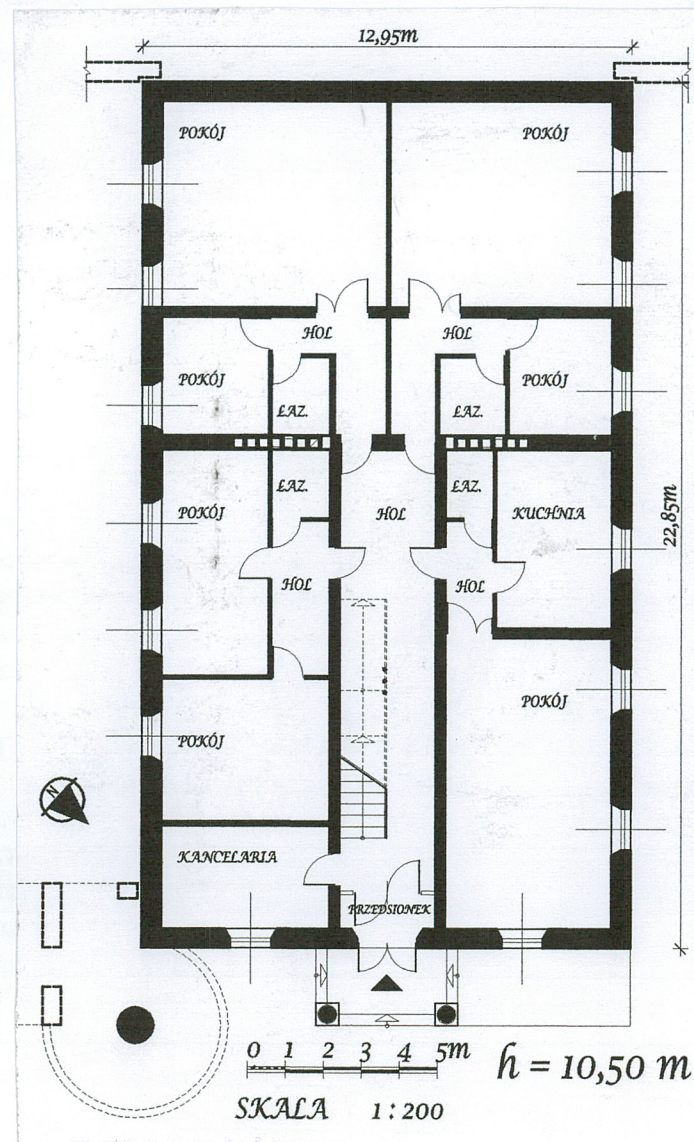 12,95m
POKÓJ POKÓJ
HOL HOL
POKÓJ POKÓJ
ŁAZ. ŁAZ.
ŁAZ. ŁAZ.
POKÓJ HOL KUCHNIA
22,85m
HOL HOL
POKÓJ
POKÓJ
N
KANCELARIA
PRZEDSIONEK
0 1 2 3 4 5m
h = 10,50 m
SKALA 1 : 200